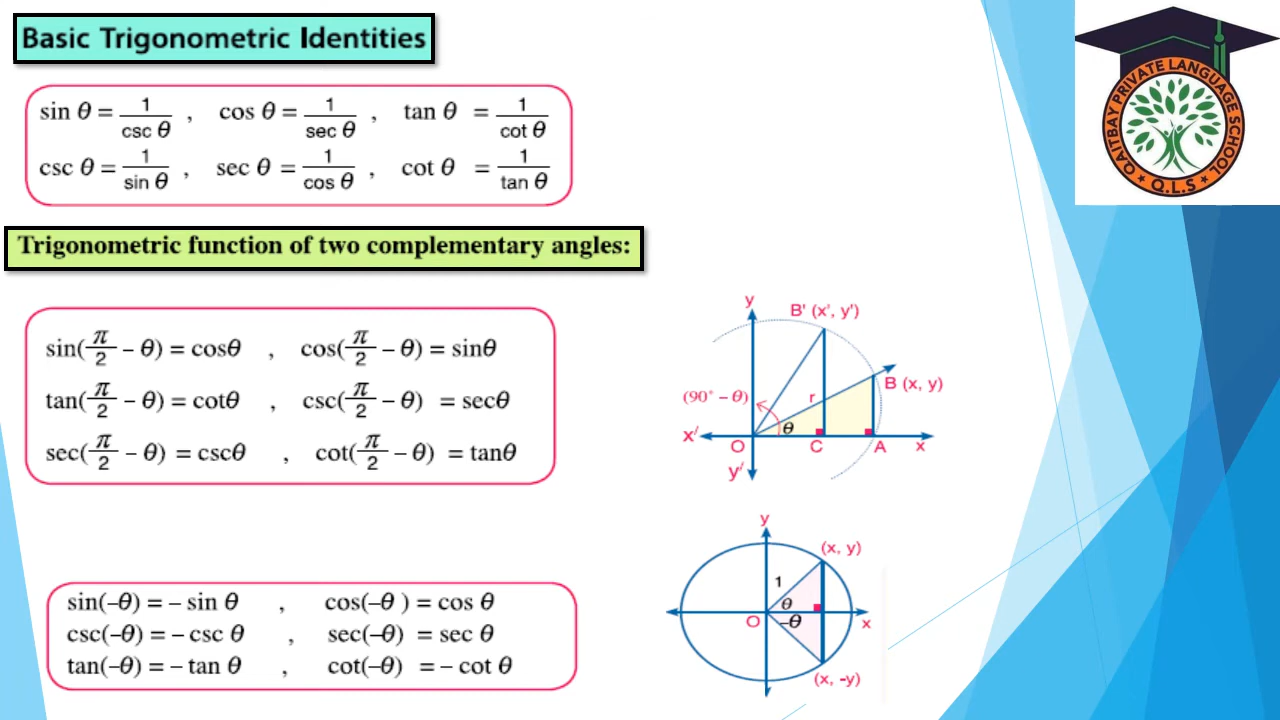 Basic Trigonometric Identities
sin θ = 1/csc θ , cos θ = 1/sec θ , tan θ = 1/cot θ
csc θ = 1/sin θ , sec θ = 1/cos θ , cot θ = 1/tan θ
Trigonometric function of two complementary angles:
sin(π/2 – θ) = cosθ , cos(π/2 – θ) = sinθ
tan(π/2 – θ) = cotθ , csc(π/2 – θ) = secθ
sec(π/2 – θ) = cscθ , cot(π/2 – θ) = tanθ
sin(–θ) = – sin θ , cos(–θ ) = cos θ
csc(–θ) = – csc θ , sec(–θ) = sec θ
tan(–θ) = – tan θ , cot(–θ) = – cot θ
QAITBAY PRIVATE LANGUAGE SCHOOL
Q.L.S
y
B' (x', y')
B (x, y)
(90° – θ)
r
θ
x'
O
C
A
x
y'
y
(x, y)
1
θ
O
–θ
x
(x, -y)